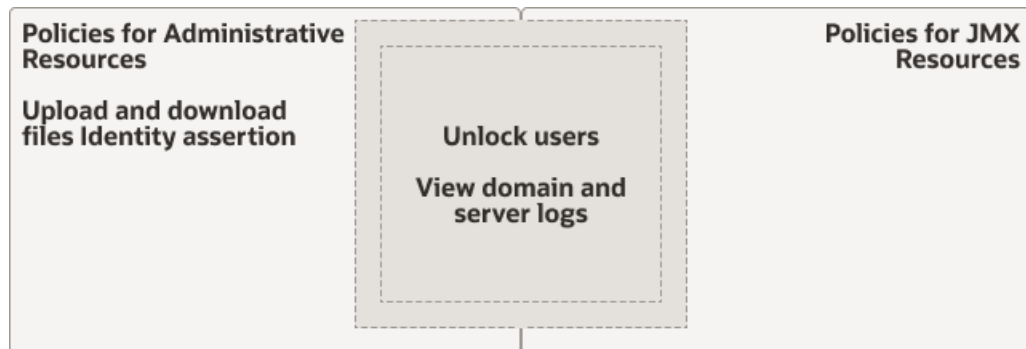 Policies for Administrative
Resources
Upload and download
files Identity assertion
Unlock users
View domain and
server logs
Policies for JMX
Resources